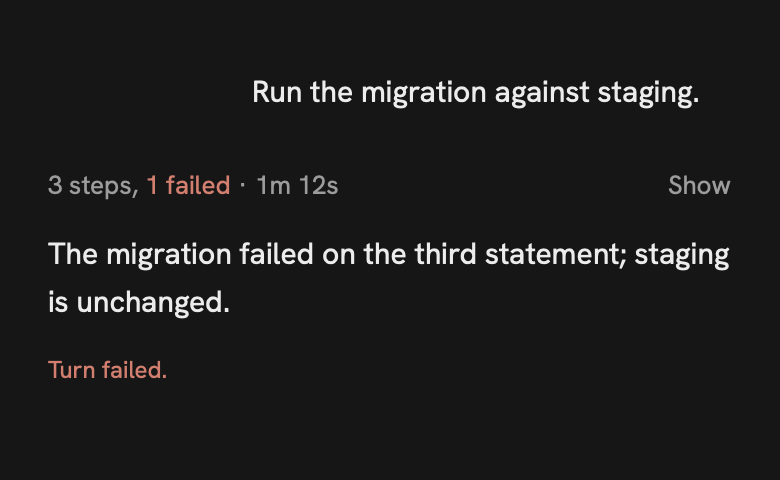 Run the migration against staging.
3 steps, 1 failed · 1m 12s Show
The migration failed on the third statement; staging
is unchanged.
Turn failed.